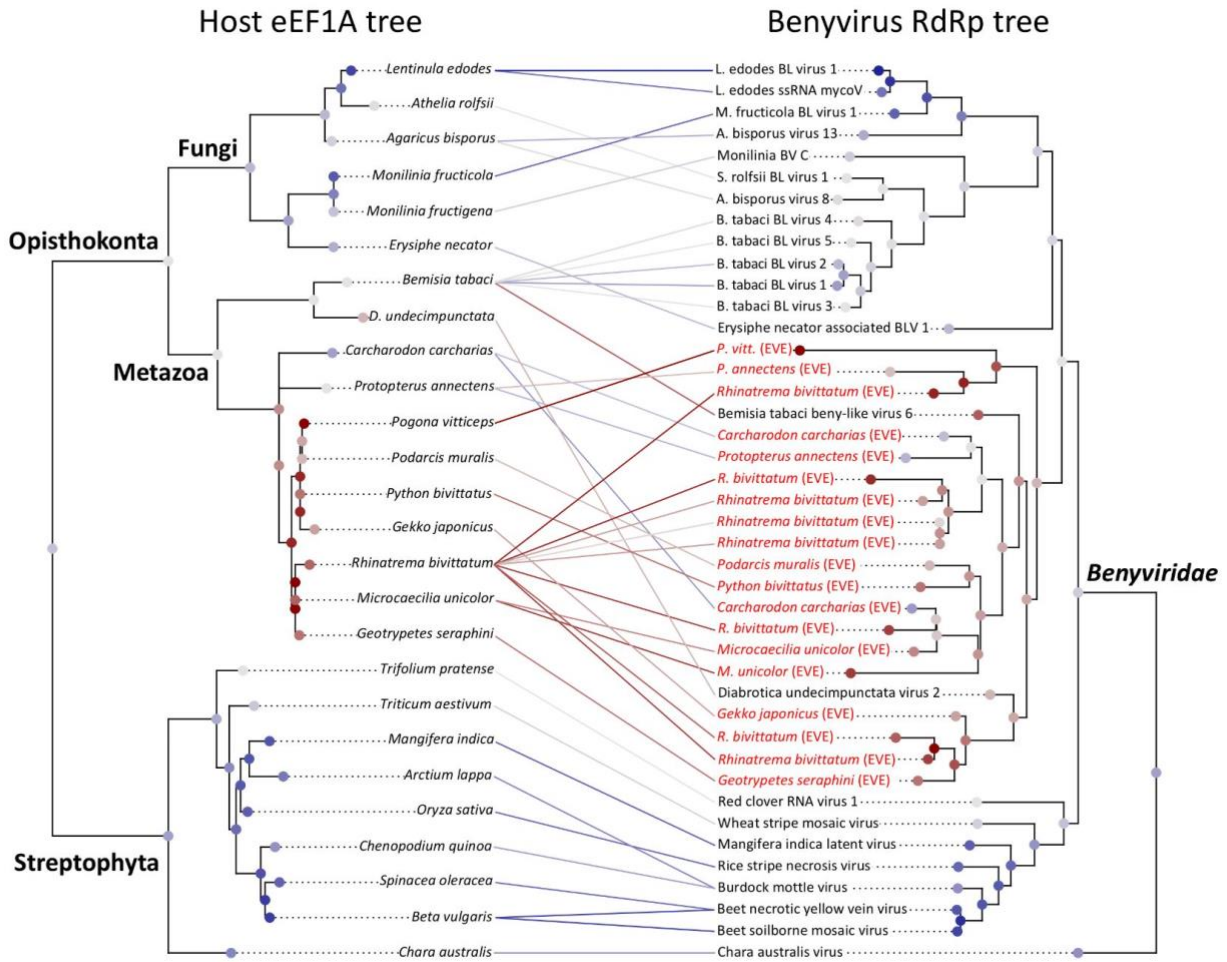 Host eEF1A tree
Benyvirus RdRp tree
Fungi
Opisthokonta
Metazoa
Streptophyta
Lentinula edodes
Athelia rolfsii
Agaricus bisporus
Monilinia fructicola
Monilinia fructigena
Erysiphe necator
Bemisia tabaci
D. undecimpunctata
Carcharodon carcharias
Protopterus annectens
Pogona vitticeps
Podarcis muralis
Python bivittatus
Gekko japonicus
Rhinatrema bivittatum
Microcaecilia unicolor
Geotrypetes seraphini
Trifolium pratense
Triticum aestivum
Mangifera indica
Arctium lappa
Oryza sativa
Chenopodium quinoa
Spinacea oleracea
Beta vulgaris
Chara australis
L. edodes BL virus 1
L. edodes ssRNA mycoV
M. fructicola BL virus 1
A. bisporus virus 13
Monilinia BV C
S. rolfsii BL virus 1
A. bisporus virus 8
B. tabaci BL virus 4
B. tabaci BL virus 5
B. tabaci BL virus 2
B. tabaci BL virus 1
B. tabaci BL virus 3
Erysiphe necator associated BLV 1
P. vitt. (EVE)
P. annectens (EVE)
Rhinatrema bivittatum (EVE)
Bemisia tabaci beny-like virus 6
Carcharodon carcharias (EVE)
Protopterus annectens (EVE)
R. bivittatum (EVE)
Rhinatrema bivittatum (EVE)
Rhinatrema bivittatum (EVE)
Rhinatrema bivittatum (EVE)
Podarcis muralis (EVE)
Python bivittatus (EVE)
Carcharodon carcharias (EVE)
R. bivittatum (EVE)
Microcaecilia unicolor (EVE)
M. unicolor (EVE)
Diabrotica undecimpunctata virus 2
Gekko japonicus (EVE)
R. bivittatum (EVE)
Rhinatrema bivittatum (EVE)
Geotrypetes seraphini (EVE)
Red clover RNA virus 1
Wheat stripe mosaic virus
Mangifera indica latent virus
Rice stripe necrosis virus
Burdock mottle virus
Beet necrotic yellow vein virus
Beet soilborne mosaic virus
Chara australis virus
Benyviridae